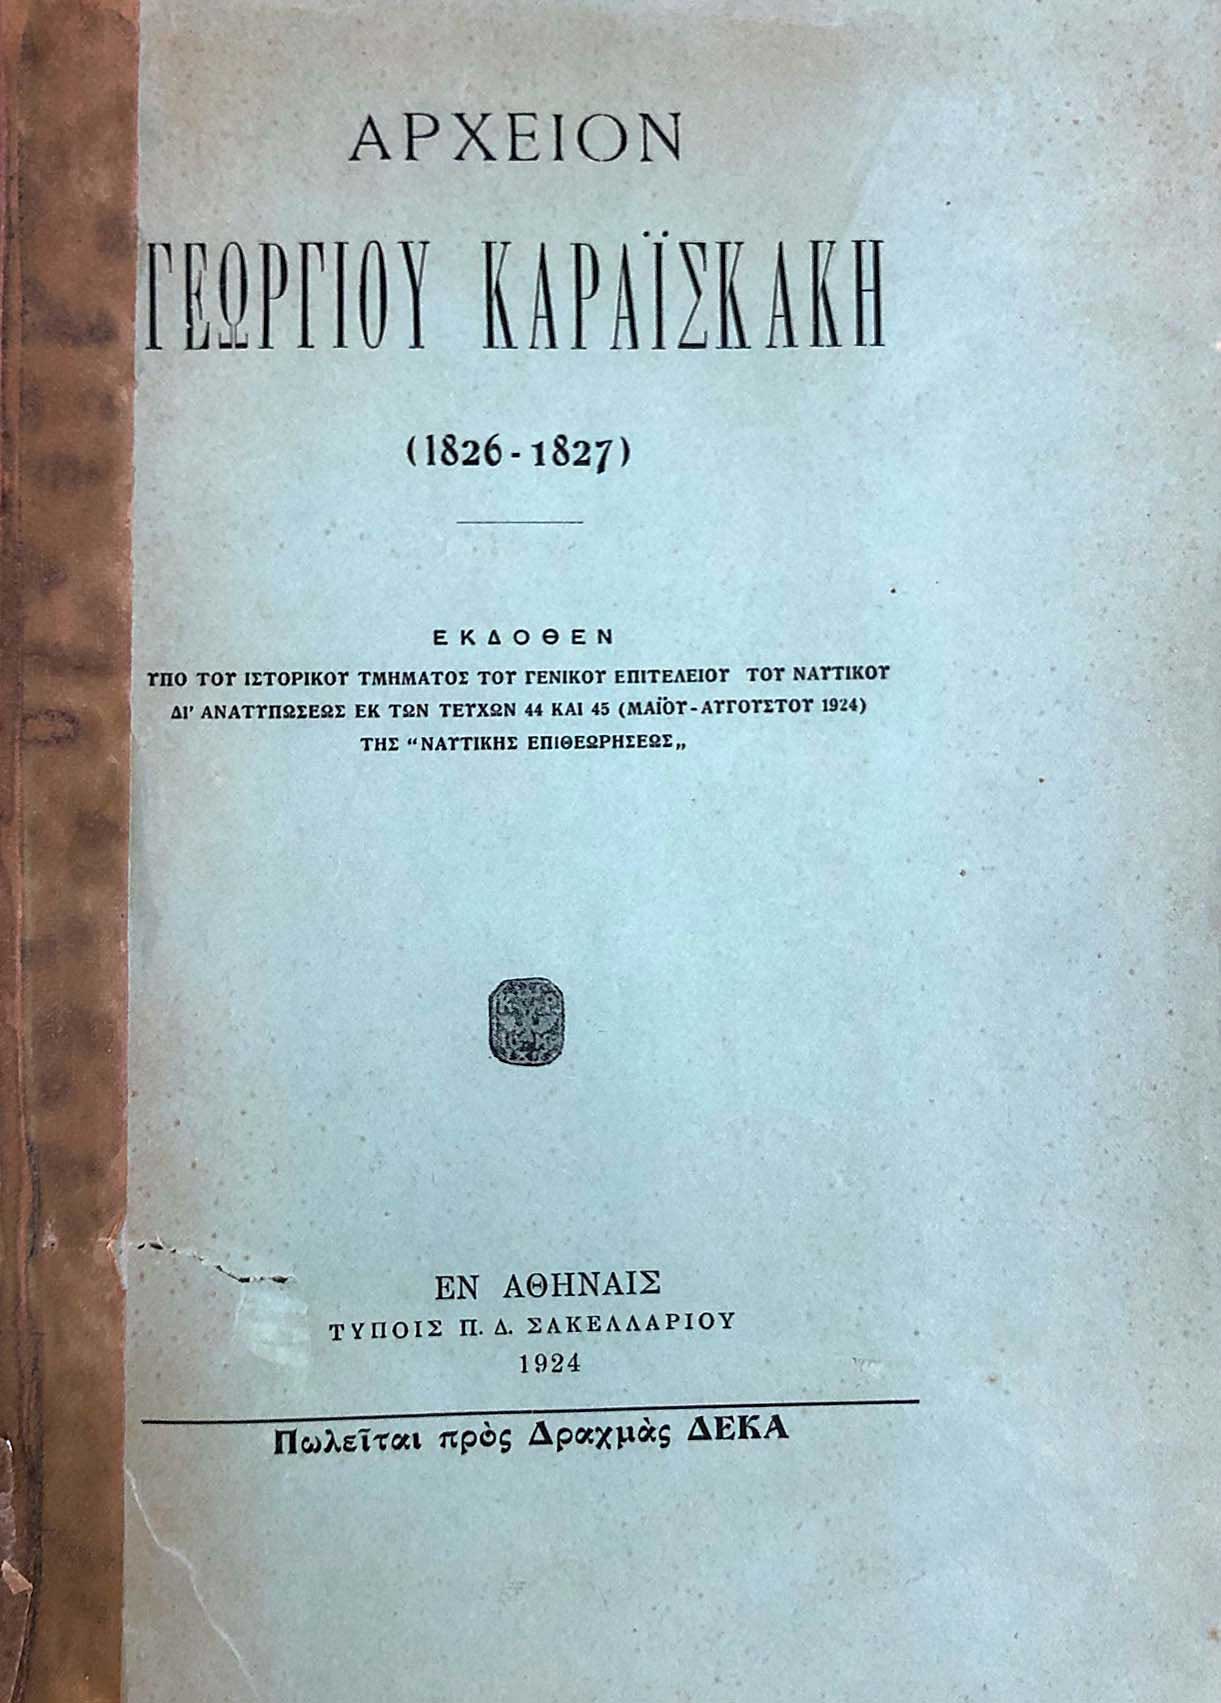 ΑΡΧΕΙΟΝ
ΓΕΩΡΓΙΟΥ ΚΑΡΑΪΣΚΑΚΗ
(1826 - 1827)
ΕΚΔΟΘΕΝ
ΥΠΟ ΤΟΥ ΙΣΤΟΡΙΚΟΥ ΤΜΗΜΑΤΟΣ ΤΟΥ ΓΕΝΙΚΟΥ ΕΠΙΤΕΛΕΙΟΥ ΤΟΥ ΝΑΥΤΙΚΟΥ
ΔΙ' ΑΝΑΤΥΠΩΣΕΩΣ ΕΚ ΤΩΝ ΤΕΥΧΩΝ 44 ΚΑΙ 45 (ΜΑΪΟΥ-ΑΥΓΟΥΣΤΟΥ 1924)
ΤΗΣ “ΝΑΥΤΙΚΗΣ ΕΠΙΘΕΩΡΗΣΕΩΣ„
ΕΝ ΑΘΗΝΑΙΣ
ΤΥΠΟΙΣ Π. Δ. ΣΑΚΕΛΛΑΡΙΟΥ
1924
Πωλεῖται πρὸς Δραχμὰς ΔΕΚΑ